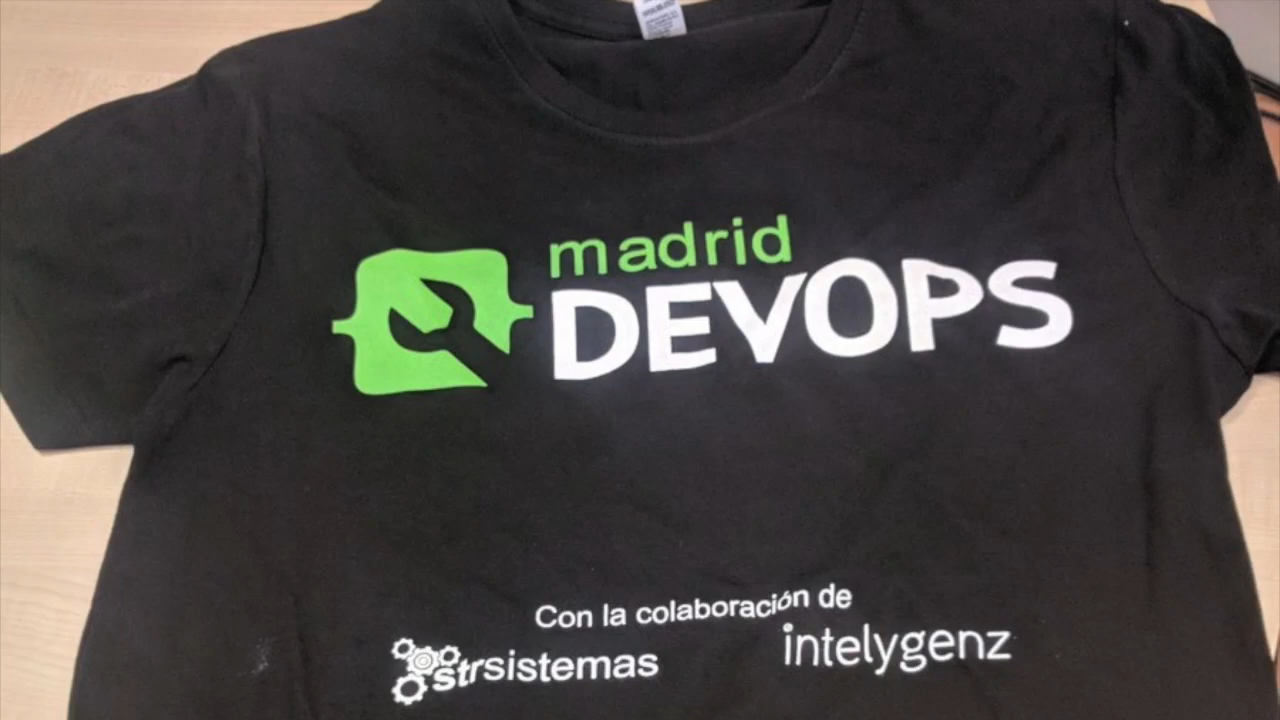 madrid
DEVOPS
Con la colaboración de
strsistemas
intelygenz